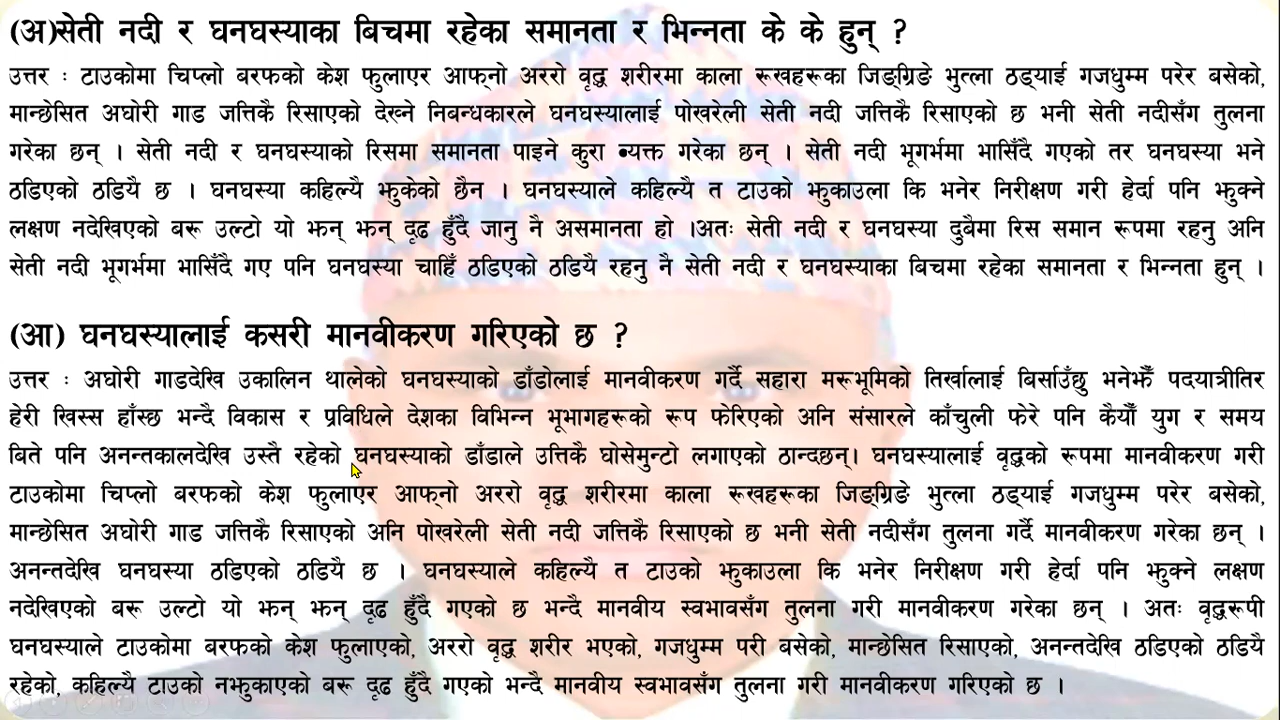 (अ)सेती नदी र घनघस्याका बिचमा रहेका समानता र भिन्नता के के हुन् ?
उत्तर : टाउकोमा चिप्लो बरफको केश फुलाएर आफ्नो अररो वृद्ध शरीरमा काला रूखहरूका जिङ्ग्रिङे भुत्ला ठड्याई गजधुम्म परेर बसेको,
मान्छेसित अघोरी गाड जत्तिकै रिसाएको देख्ने निबन्धकारले घनघस्यालाई पोखरेली सेती नदी जत्तिकै रिसाएको छ भनी सेती नदीसँग तुलना
गरेका छन् । सेती नदी र घनघस्याको रिसमा समानता पाइने कुरा •यक्त गरेका छन् । सेती नदी भूगर्भमा भासिँदै गएको तर घनघस्या भने
ठडिएको ठडियै छ । घनघस्या कहिल्यै झुकेको छैन । घनघस्याले कहिल्यै त टाउको झुकाउला कि भनेर निरीक्षण गरी हेर्दा पनि झुक्ने
लक्षण नदेखिएको बरू उल्टो यो झन् झन् दृढ हुँदै जानु नै असमानता हो ।अतः सेती नदी र घनघस्या दुबैमा रिस समान रूपमा रहनु अनि
सेती नदी भूगर्भमा भासिँदै गए पनि घनघस्या चाहिँ ठडिएको ठडियै रहनु नै सेती नदी र घनघस्याका बिचमा रहेका समानता र भिन्नता हुन् ।
(आ) घनघस्यालाई कसरी मानवीकरण गरिएको छ ?
उत्तर : अघोरी गाडदेखि उकालिन थालेको घनघस्याको डाँडोलाई मानवीकरण गर्दै सहारा मरूभूमिको तिर्खालाई बिर्साउँछु भनेझैँ पदयात्रीतिर
हेरी खिस्स हाँस्छ भन्दै विकास र प्रविधिले देशका विभिन्न भूभागहरूको रूप फेरिएको अनि संसारले काँचुली फेरे पनि कैयौँ युग र समय
बिते पनि अनन्तकालदेखि उस्तै रहेको घनघस्याको डाँडाले उत्तिकै घोसेमुन्टो लगाएको ठान्दछन्। घनघस्यालाई वृद्धको रूपमा मानवीकरण गरी
टाउकोमा चिप्लो बरफको केश फुलाएर आफ्नो अररो वृद्ध शरीरमा काला रूखहरूका जिङ्ग्रिङे भुत्ला ठड्याई गजधुम्म परेर बसेको,
मान्छेसित अघोरी गाड जत्तिकै रिसाएको अनि पोखरेली सेती नदी जत्तिकै रिसाएको छ भनी सेती नदीसँग तुलना गर्दै मानवीकरण गरेका छन् ।
अनन्तदेखि घनघस्या ठडिएको ठडियै छ । घनघस्याले कहिल्यै त टाउको झुकाउला कि भनेर निरीक्षण गरी हेर्दा पनि झुक्ने लक्षण
नदेखिएको बरू उल्टो यो झन् झन् दृढ हुँदै गएको छ भन्दै मानवीय स्वभावसँग तुलना गरी मानवीकरण गरेका छन् । अतः वृद्धरूपी
घनघस्याले टाउकोमा बरफको केश फुलाएको, अररो वृद्ध शरीर भएको, गजधुम्म परी बसेको, मान्छेसित रिसाएको, अनन्तदेखि ठडिएको ठडियै
रहेको, कहिल्यै टाउको नझुकाएको बरू दृढ हुँदै गएको भन्दै मानवीय स्वभावसँग तुलना गरी मानवीकरण गरिएको छ ।